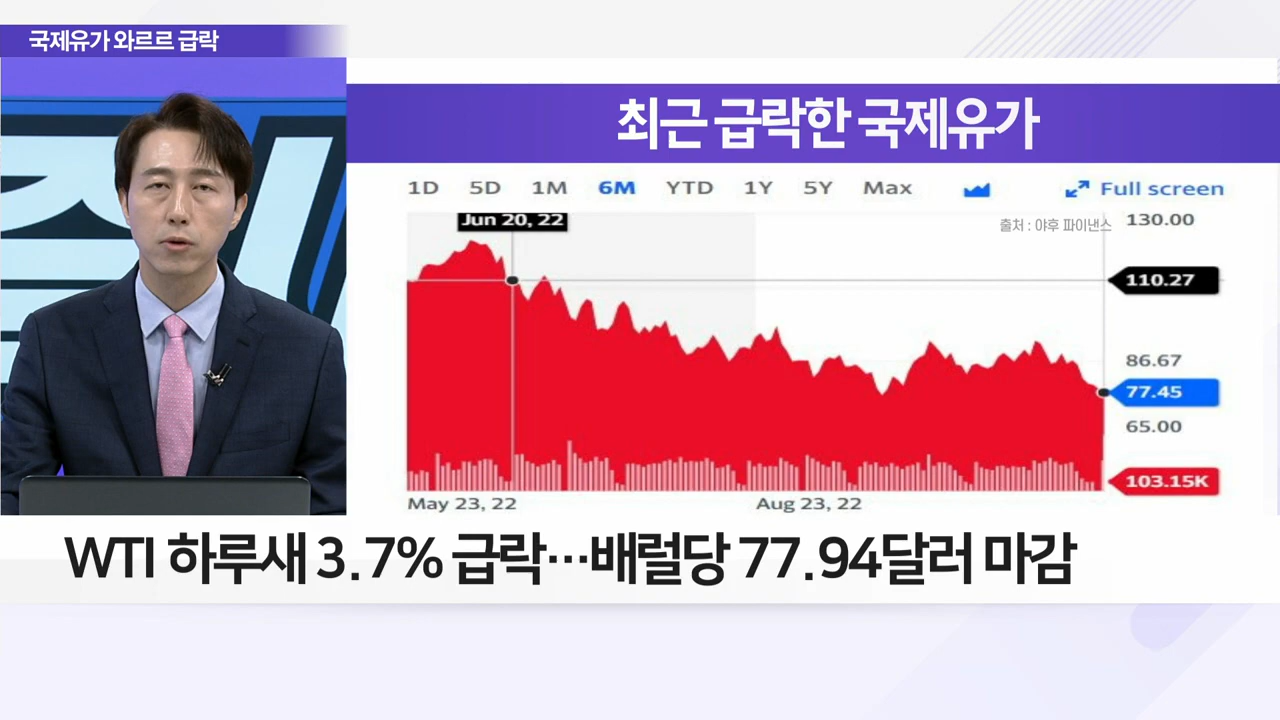 국제유가 와르르 급락
최근 급락한 국제유가
1D 5D 1M 6M YTD 1Y 5Y Max Full screen
Jun 20, 22
출처 : 야후 파이낸스
130.00
110.27
86.67
77.45
65.00
103.15K
May 23, 22 Aug 23, 22
WTI 하루새 3.7% 급락…배럴당 77.94달러 마감